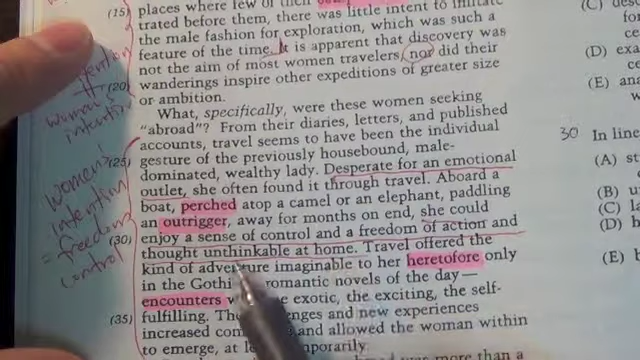 places where few of their
(15)
trated before them, there was little intent to imitate
the male fashion for exploration, which was such a
feature of the time. It is apparent that discovery was
not the aim of most women travelers, nor did their
(20)
wanderings inspire other expeditions of greater size
or ambition.
What, specifically, were these women seeking
"abroad"? From their diaries, letters, and published
accounts, travel seems to have been the individual
(25)
gesture of the previously housebound, male-
dominated, wealthy lady. Desperate for an emotional
outlet, she often found it through travel. Aboard a
boat, perched atop a camel or an elephant, paddling
an outrigger, away for months on end, she could
(30)
enjoy a sense of control and a freedom of action and
thought unthinkable at home. Travel offered the
kind of adventure imaginable to her heretofore only
in the Gothic romantic novels of the day—
encounters exotic, the exciting, the self-
(35)
fulfilling. and new experiences
increased and allowed the woman within
to emerge, at temporarily.
women's
intention
= freedom
control
(C)
fo
(D) exa
ce
(E) an
ca
30 In line
(A) st
(B) u
(C) la
(D) b
(E)